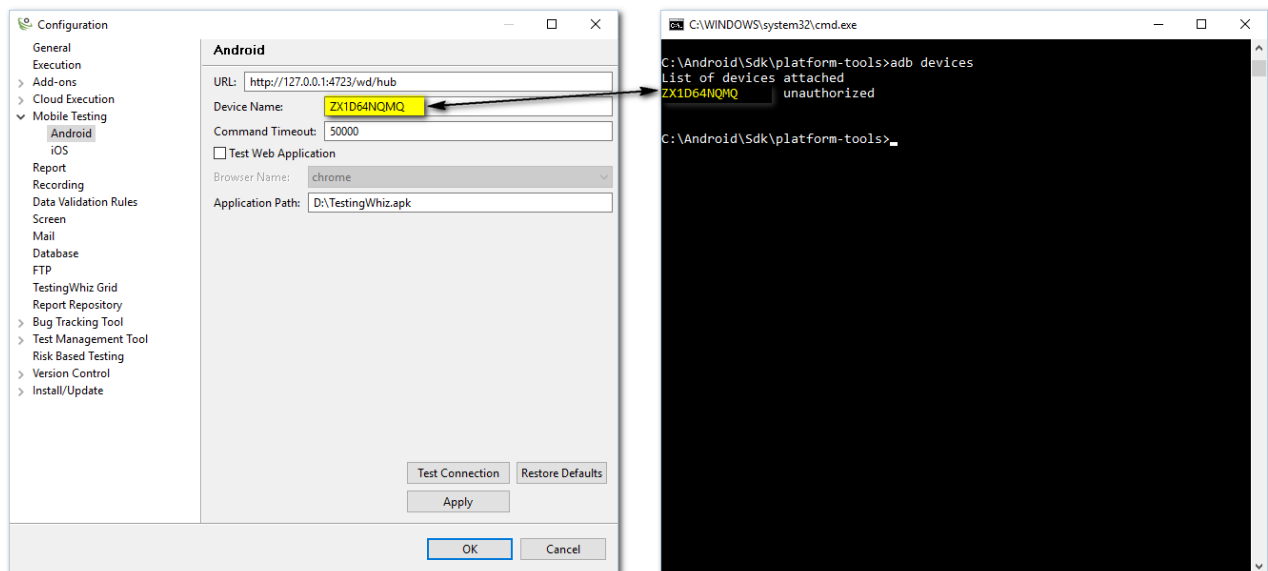 Configuration
General
Execution
Add-ons
Cloud Execution
Mobile Testing
Android
iOS
Report
Recording
Data Validation Rules
Screen
Mail
Database
FTP
TestingWhiz Grid
Report Repository
Bug Tracking Tool
Test Management Tool
Risk Based Testing
Version Control
Install/Update
Android
URL: http://127.0.0.1:4723/wd/hub
Device Name: ZX1D64NQMQ
Command Timeout: 50000
Test Web Application
Browser Name: chrome
Application Path: D:\TestingWhiz.apk
Test Connection Restore Defaults
Apply
OK Cancel
C:\WINDOWS\system32\cmd.exe
C:\Android\Sdk\platform-tools>adb devices
List of devices attached
ZX1D64NQMQ unauthorized
C:\Android\Sdk\platform-tools>